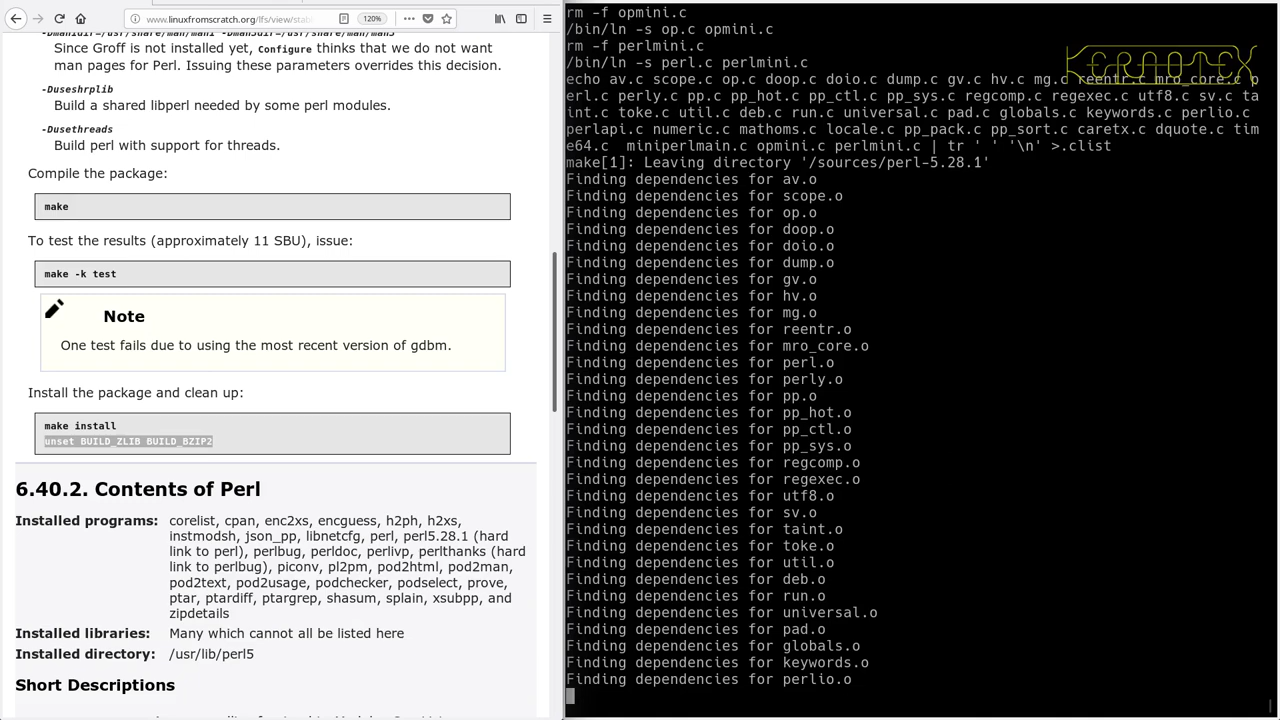 www.linuxfromscratch.org/lfs/view/stab
120%
-Dman1dir=/usr/share/man/man1 -Dman3dir=/usr/share/man/man3
Since Groff is not installed yet, Configure thinks that we do not want
man pages for Perl. Issuing these parameters overrides this decision.
-Duseshrplib
Build a shared libperl needed by some perl modules.
-Dusethreads
Build perl with support for threads.
Compile the package:
make
To test the results (approximately 11 SBU), issue:
make -k test
Note
One test fails due to using the most recent version of gdbm.
Install the package and clean up:
make install
unset BUILD_ZLIB BUILD_BZIP2
6.40.2. Contents of Perl
Installed programs: corelist, cpan, enc2xs, encguess, h2ph, h2xs,
instmodsh, json_pp, libnetcfg, perl, perl5.28.1 (hard
link to perl), perlbug, perldoc, perlivp, perlthanks (hard
link to perlbug), piconv, pl2pm, pod2html, pod2man,
pod2text, pod2usage, podchecker, podselect, prove,
ptar, ptardiff, ptargrep, shasum, splain, xsubpp, and
zipdetails
Installed libraries: Many which cannot all be listed here
Installed directory: /usr/lib/perl5
Short Descriptions
rm -f opmini.c
/bin/ln -s op.c opmini.c
rm -f perlmini.c
/bin/ln -s perl.c perlmini.c
echo av.c scope.c op.c doop.c doio.c dump.c gv.c hv.c mg.c reentr.c mro_core.c p
erl.c perly.c pp.c pp_hot.c pp_ctl.c pp_sys.c regcomp.c regexec.c utf8.c sv.c ta
int.c toke.c util.c deb.c run.c universal.c pad.c globals.c keywords.c perlio.c
perlapi.c numeric.c mathoms.c locale.c pp_pack.c pp_sort.c caretx.c dquote.c tim
e64.c  miniperlmain.c opmini.c perlmini.c | tr ' ' '\n' >.clist
make[1]: Leaving directory '/sources/perl-5.28.1'
Finding dependencies for av.o
Finding dependencies for scope.o
Finding dependencies for op.o
Finding dependencies for doop.o
Finding dependencies for doio.o
Finding dependencies for dump.o
Finding dependencies for gv.o
Finding dependencies for hv.o
Finding dependencies for mg.o
Finding dependencies for reentr.o
Finding dependencies for mro_core.o
Finding dependencies for perl.o
Finding dependencies for perly.o
Finding dependencies for pp.o
Finding dependencies for pp_hot.o
Finding dependencies for pp_ctl.o
Finding dependencies for pp_sys.o
Finding dependencies for regcomp.o
Finding dependencies for regexec.o
Finding dependencies for utf8.o
Finding dependencies for sv.o
Finding dependencies for taint.o
Finding dependencies for toke.o
Finding dependencies for util.o
Finding dependencies for deb.o
Finding dependencies for run.o
Finding dependencies for universal.o
Finding dependencies for pad.o
Finding dependencies for globals.o
Finding dependencies for keywords.o
Finding dependencies for perlio.o